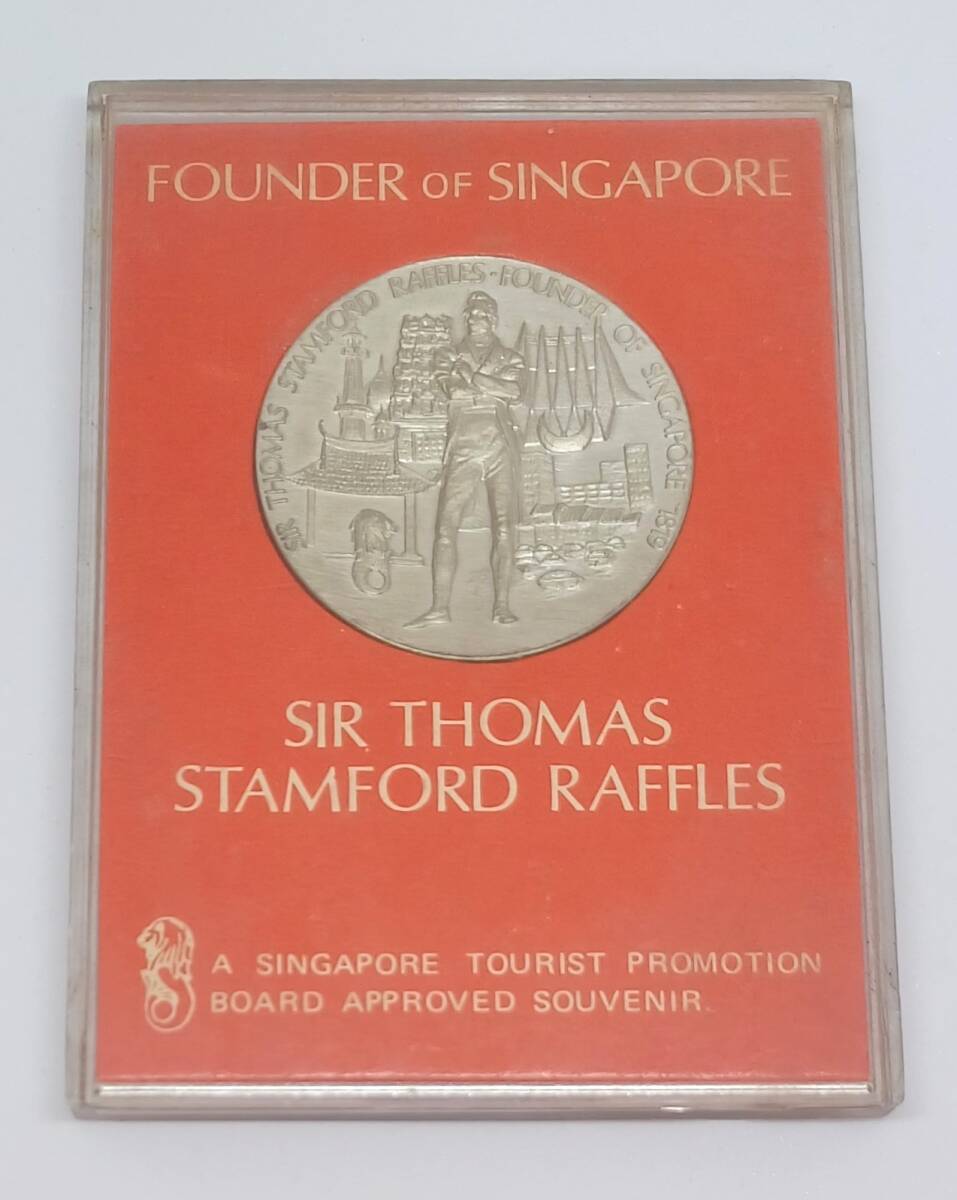 FOUNDER OF SINGAPORE
SIR THOMAS STAMFORD RAFFLES · FOUNDER OF SINGAPORE 1819
SIR THOMAS
STAMFORD RAFFLES
A SINGAPORE TOURIST PROMOTION
BOARD APPROVED SOUVENIR.